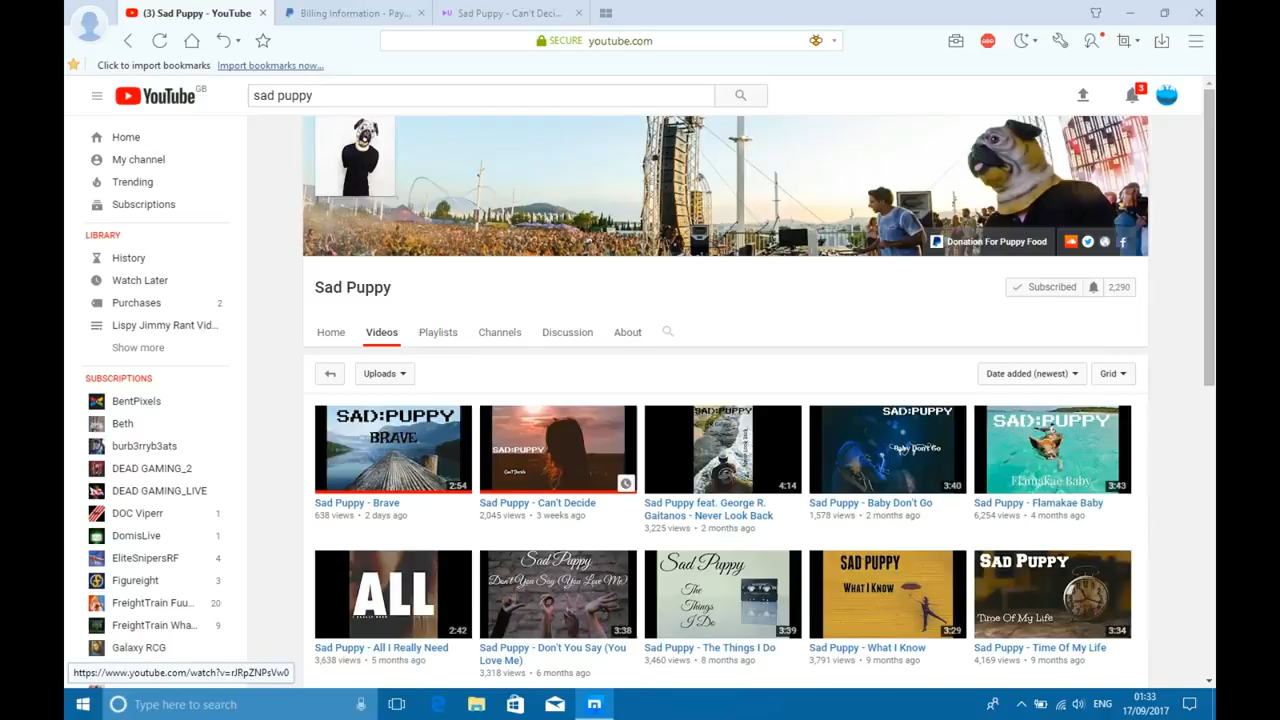 (3) Sad Puppy - YouTube
Billing Information - Pay...
Sad Puppy - Can't Deci...
SECURE youtube.com
Click to import bookmarks Import bookmarks now...
YouTube GB
sad puppy
3
Home
My channel
Trending
Subscriptions
LIBRARY
History
Watch Later
Purchases 2
Lispy Jimmy Rant Vid...
Show more
SUBSCRIPTIONS
BentPixels
Beth
burb3rryb3ats
DEAD GAMING_2
DEAD GAMING_LIVE
DOC Viperr 1
DomisLive 1
EliteSnipersRF 4
Figureight 3
FreightTrain Fuu... 20
FreightTrain Wha... 9
Galaxy RCG
Donation For Puppy Food
Sad Puppy
Subscribed 2,290
Home Videos Playlists Channels Discussion About
Uploads
Date added (newest) Grid
SAD:PUPPY
BRAVE
2:54
Sad Puppy - Brave
638 views • 2 days ago
SAD:PUPPY
Can't Decide
Sad Puppy - Can't Decide
2,045 views • 3 weeks ago
SAD:PUPPY
4:14
Sad Puppy feat. George R.
Gaitanos - Never Look Back
3,225 views • 2 months ago
SAD:PUPPY
Baby Don't Go
3:40
Sad Puppy - Baby Don't Go
1,578 views • 2 months ago
SAD:PUPPY
Flamakae Baby
3:43
Sad Puppy - Flamakae Baby
6,254 views • 4 months ago
ALL
2:42
Sad Puppy - All I Really Need
3,638 views • 5 months ago
Sad Puppy
Don't You Say (You Love Me)
3:38
Sad Puppy - Don't You Say (You
Love Me)
3,318 views • 6 months ago
Sad Puppy
The
Things
I Do
3:39
Sad Puppy - The Things I Do
3,460 views • 8 months ago
SAD PUPPY
WHAT I KNOW
3:29
Sad Puppy - What I Know
3,791 views • 9 months ago
SAD PUPPY
Time Of My Life
3:34
Sad Puppy - Time Of My Life
4,169 views • 9 months ago
https://www.youtube.com/watch?v=rJRpZNPsVw0
Type here to search
ENG
01:33
17/09/2017